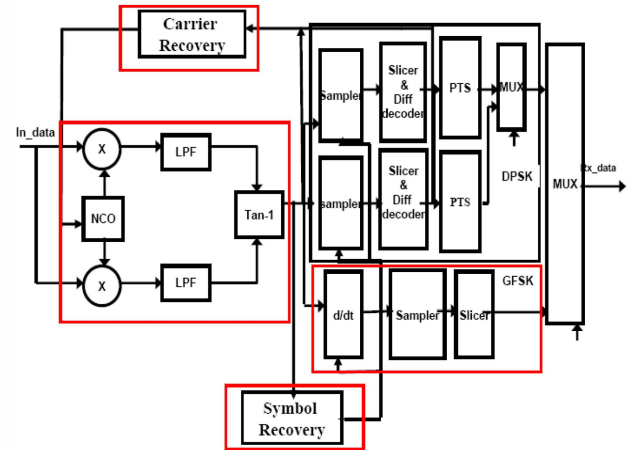 Carrier
Recovery
In_data
X
LPF
NCO
Tan-1
X
LPF
Sampler
Slicer
&
Diff
decoder
PTS
MUX
sampler
Slicer
&
Diff
decoder
PTS
DPSK
MUX
Rx_data
GFSK
d/dt
Sampler
Slicer
Symbol
Recovery